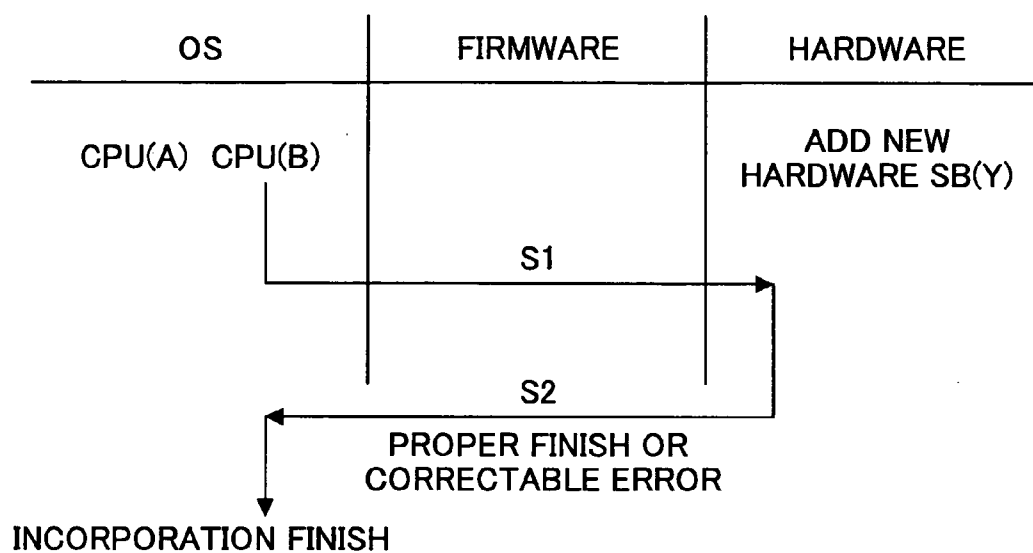 OS FIRMWARE HARDWARE
CPU(A) CPU(B)
ADD NEW
HARDWARE SB(Y)
S1
S2
PROPER FINISH OR
CORRECTABLE ERROR
INCORPORATION FINISH